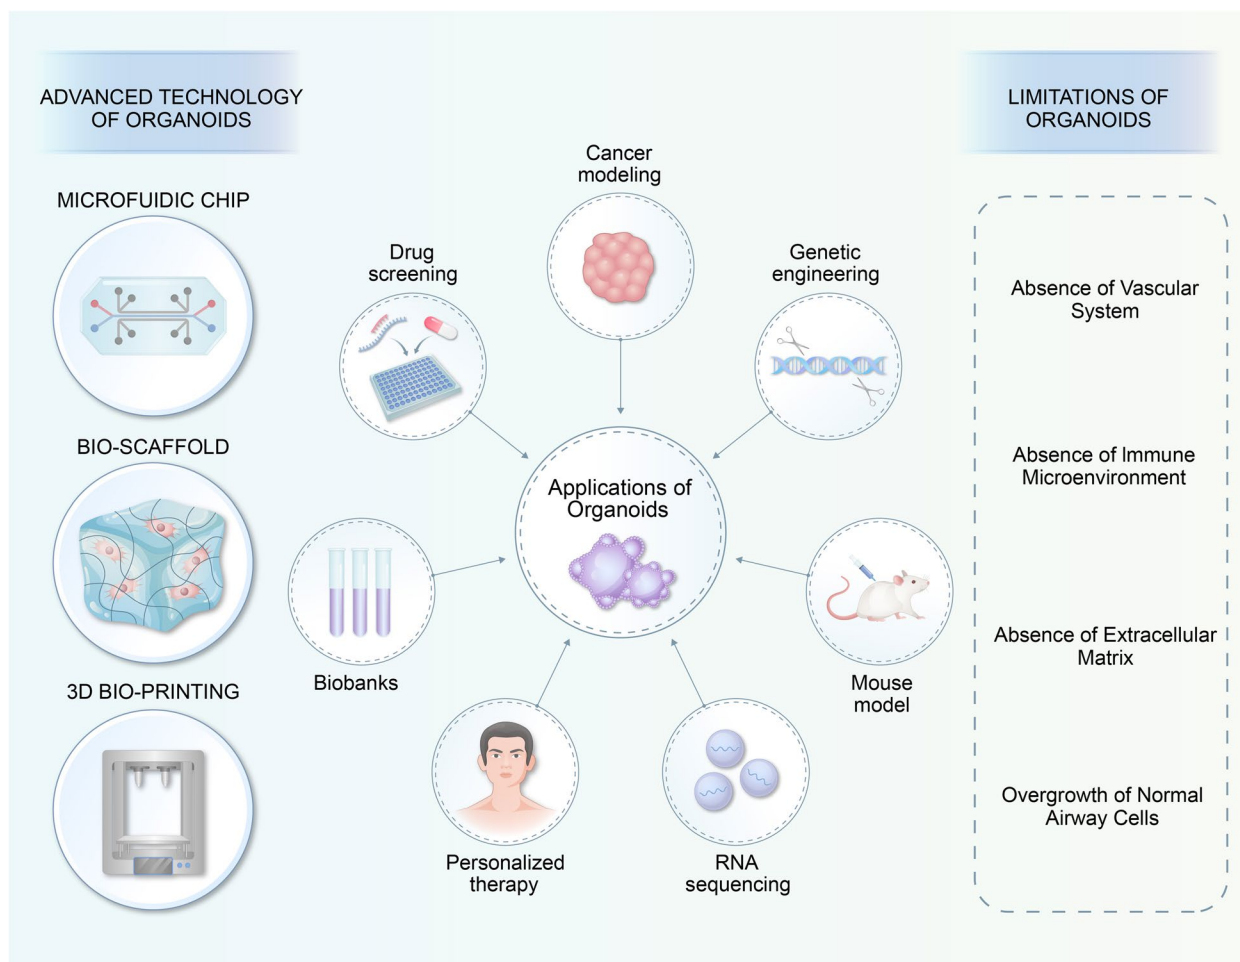 ADVANCED TECHNOLOGY
OF ORGANOIDS
MICROFUIDIC CHIP
BIO-SCAFFOLD
3D BIO-PRINTING
Cancer
modeling
Drug
screening
Genetic
engineering
Applications of
Organoids
Biobanks
Mouse
model
Personalized
therapy
RNA
sequencing
LIMITATIONS OF
ORGANOIDS
Absence of Vascular
System
Absence of Immune
Microenvironment
Absence of Extracellular
Matrix
Overgrowth of Normal
Airway Cells